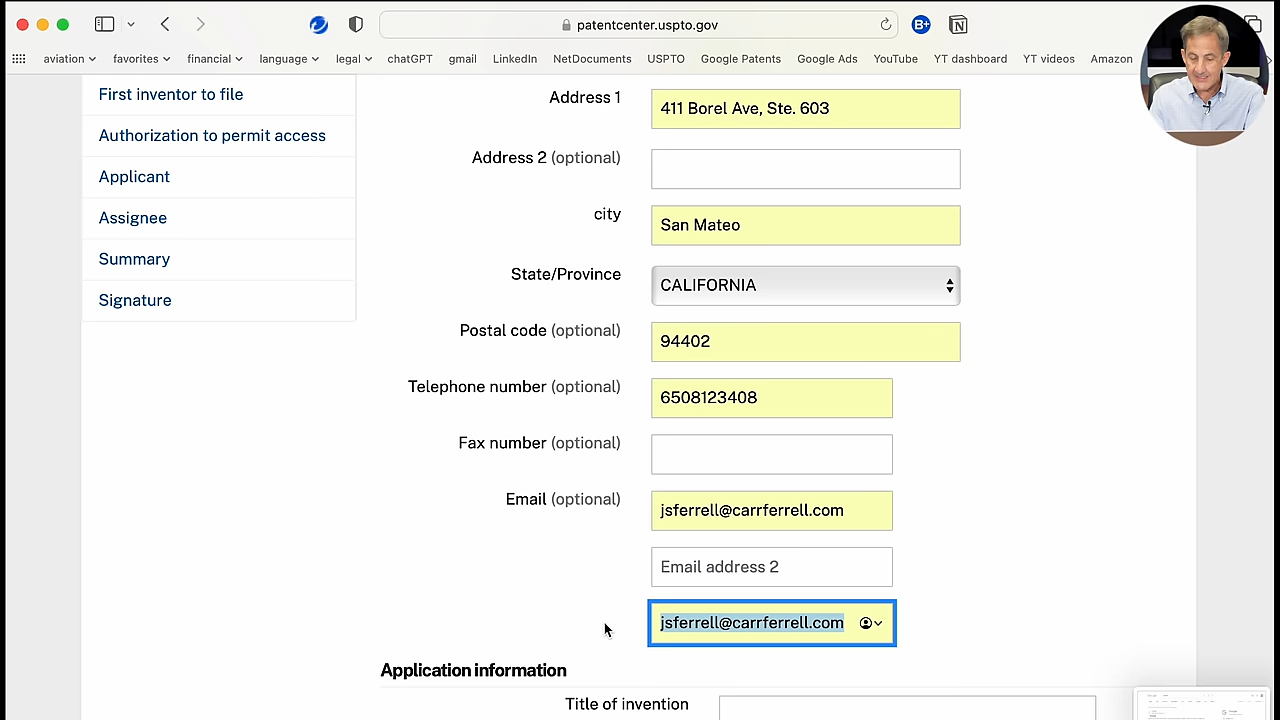 patentcenter.uspto.gov
B+
N
aviation favorites financial language legal chatGPT gmail LinkedIn NetDocuments USPTO Google Patents Google Ads YouTube YT dashboard YT videos Amazon
First inventor to file
Authorization to permit access
Applicant
Assignee
Summary
Signature
Address 1 411 Borel Ave, Ste. 603
Address 2 (optional)
city San Mateo
State/Province CALIFORNIA
Postal code (optional) 94402
Telephone number (optional) 6508123408
Fax number (optional)
Email (optional) jsferrell@carrferrell.com
Email address 2
jsferrell@carrferrell.com
Application information
Title of invention